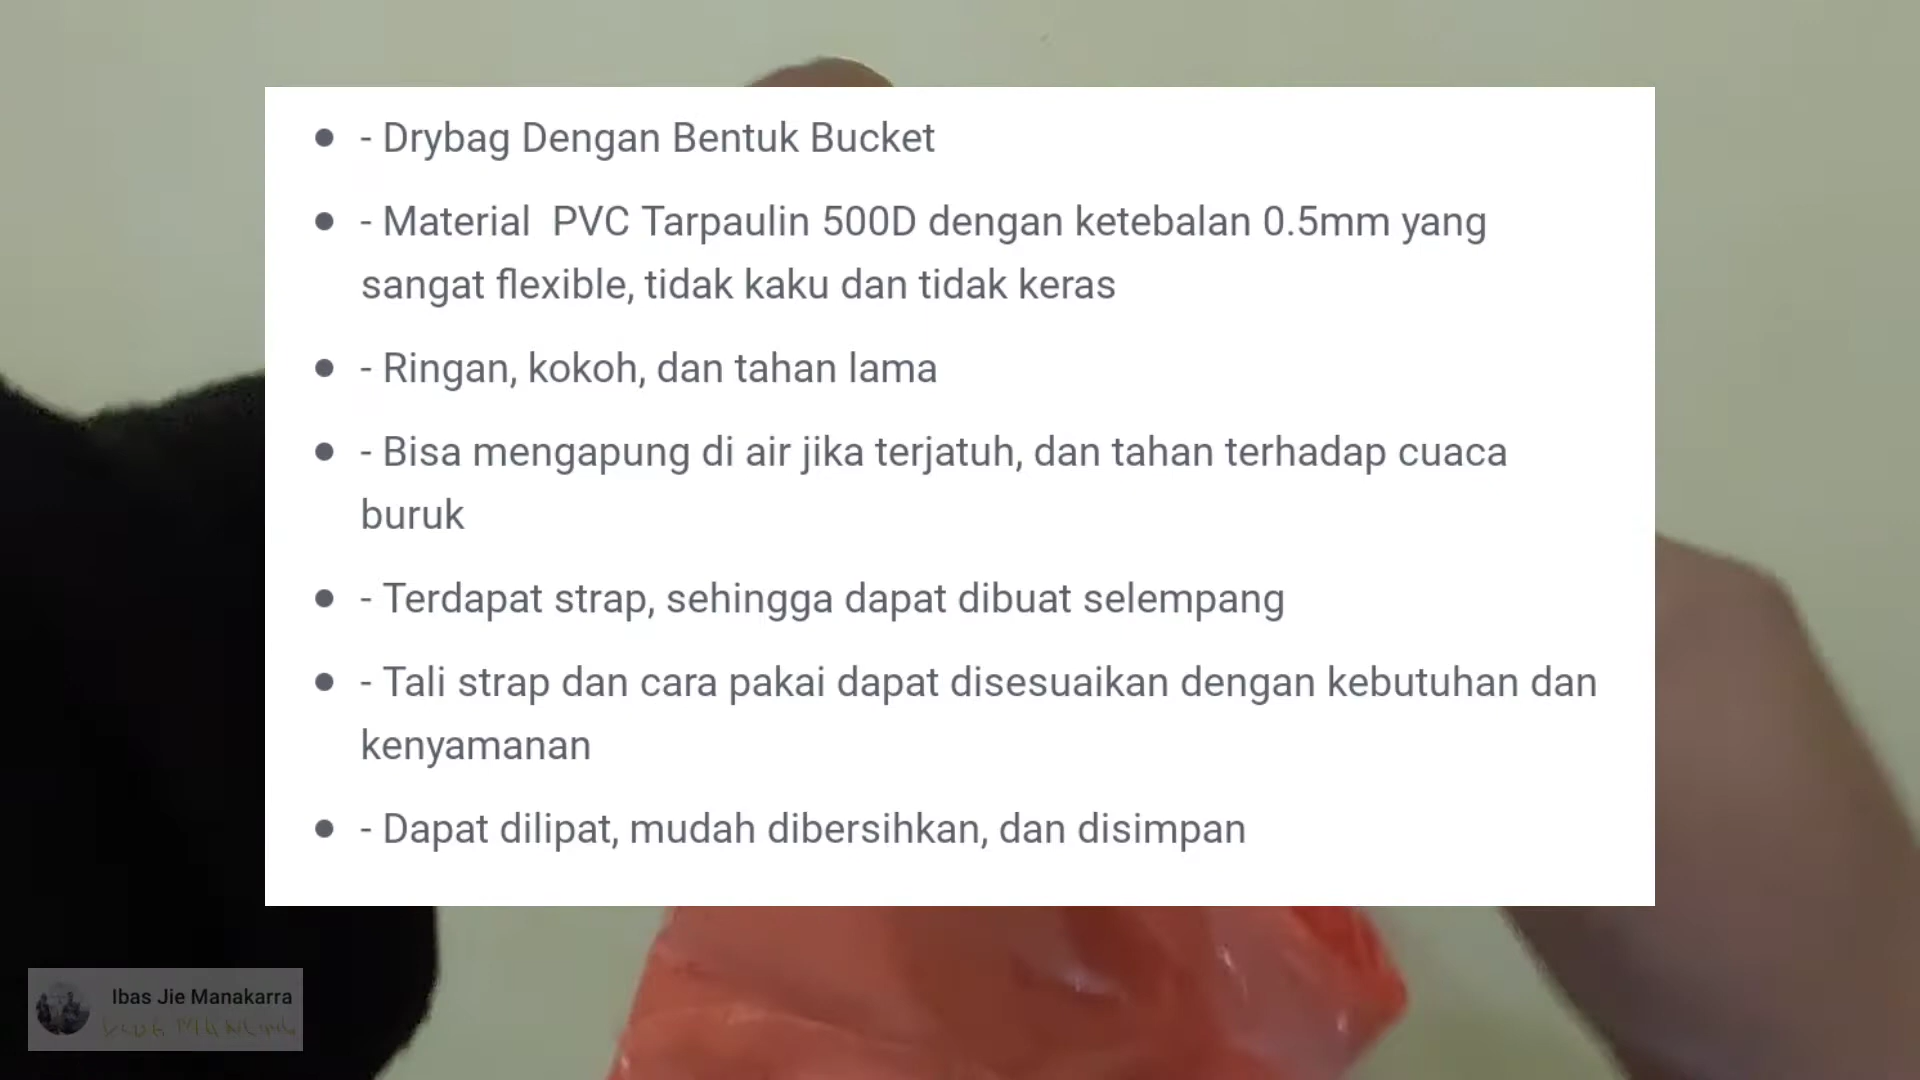 - Drybag Dengan Bentuk Bucket
- Material  PVC Tarpaulin 500D dengan ketebalan 0.5mm yang
sangat flexible, tidak kaku dan tidak keras
- Ringan, kokoh, dan tahan lama
- Bisa mengapung di air jika terjatuh, dan tahan terhadap cuaca
buruk
- Terdapat strap, sehingga dapat dibuat selempang
- Tali strap dan cara pakai dapat disesuaikan dengan kebutuhan dan
kenyamanan
- Dapat dilipat, mudah dibersihkan, dan disimpan
Ibas Jie Manakarra